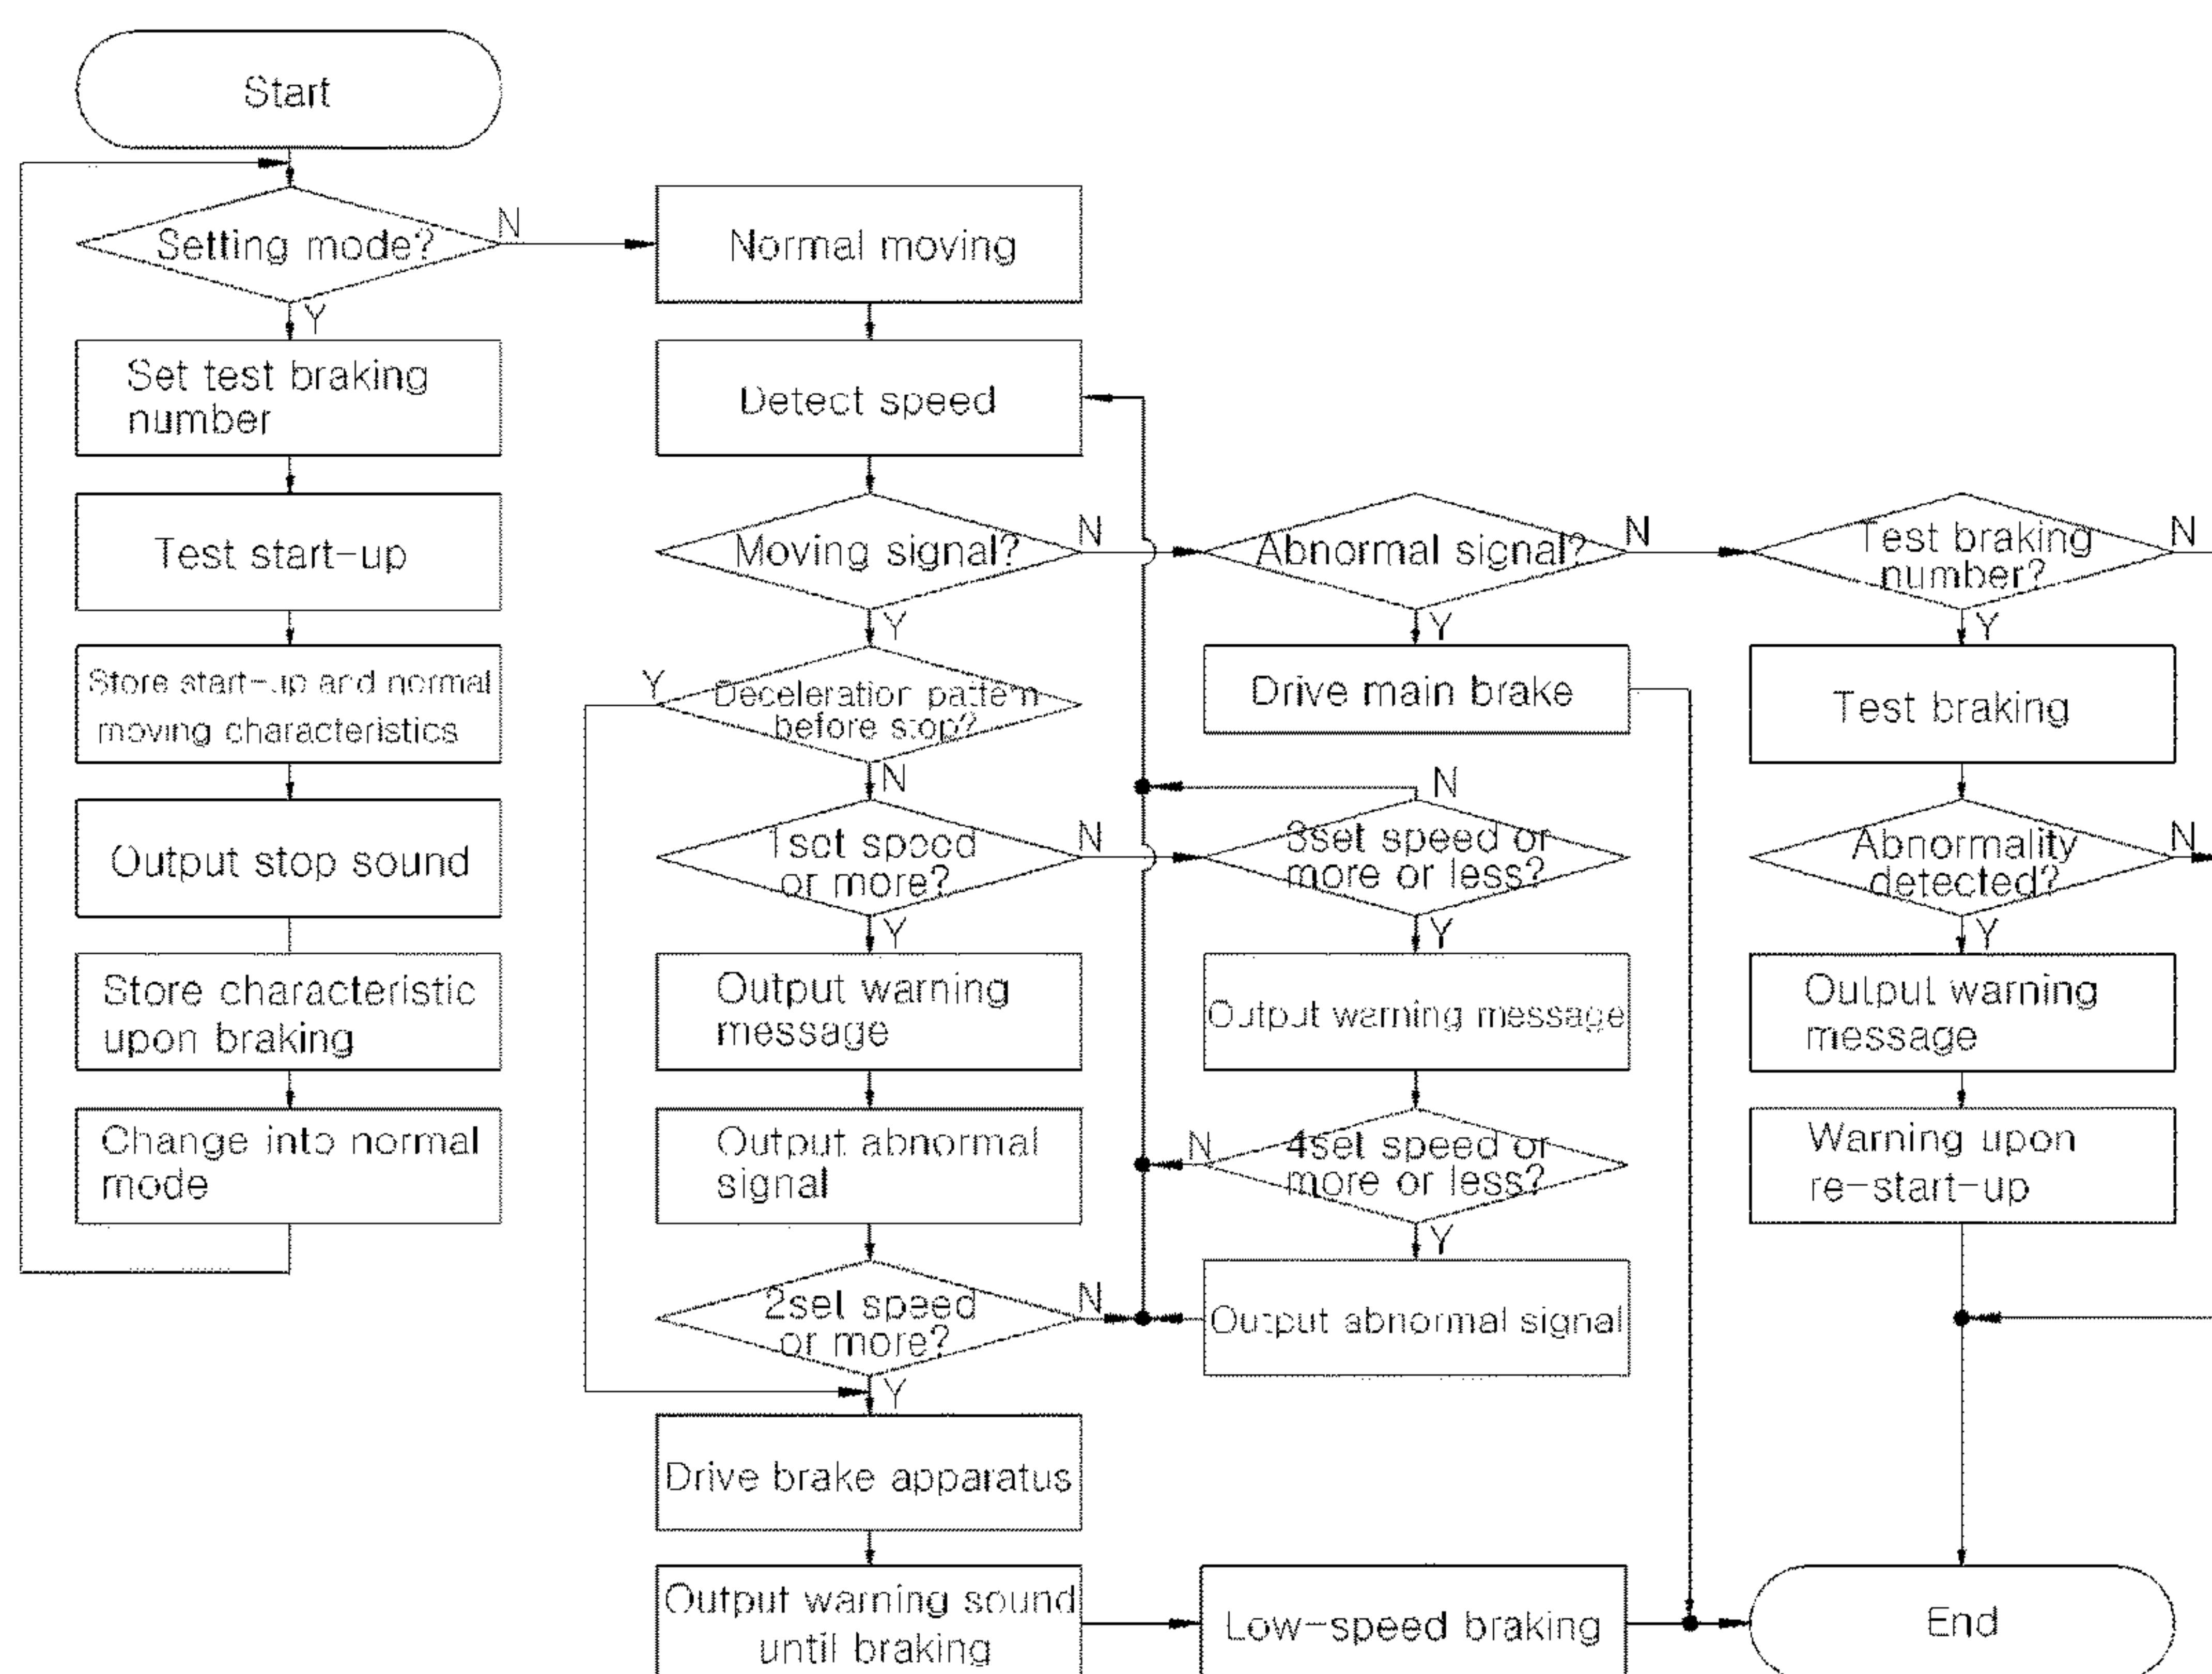 Start
Setting mode?
N
Y
Set test braking
number
Test start-up
Store start-up and normal
moving characteristics
Output stop sound
Store characteristic
upon braking
Change into normal
mode
Normal moving
Detect speed
Moving signal?
N
Y
Deceleration pattern
before stop?
Y
N
1set speed
or more?
N
Y
Output warning
message
Output abnormal
signal
2set speed
or more?
N
Y
Drive brake apparatus
Output warning sound
until braking
Abnormal signal?
N
Y
Drive main brake
N
3set speed or
more or less?
Y
Output warning message
N
4set speed or
more or less?
Y
Output abnormal signal
Low-speed braking
Test braking
number?
N
Y
Test braking
Abnormality
detected?
N
Y
Output warning
message
Warning upon
re-start-up
End